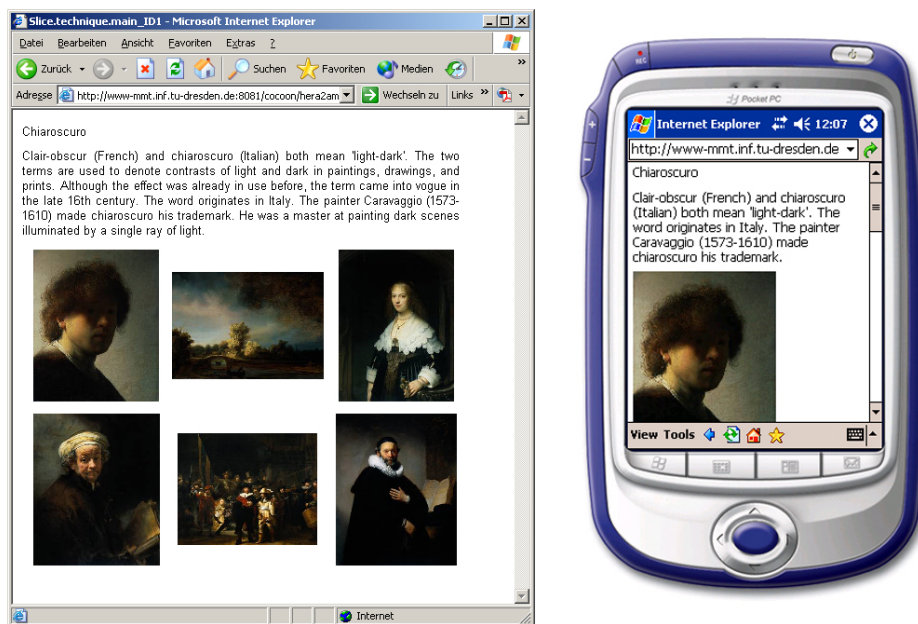 Slice.technique.main_ID1 - Microsoft Internet Explorer
Datei Bearbeiten Ansicht Favoriten Extras ?
Zurück Suchen Favoriten Medien »
Adresse http://www-mmt.inf.tu-dresden.de:8081/cocoon/hera2am Wechseln zu Links »
Chiaroscuro
Clair-obscur (French) and chiaroscuro (Italian) both mean 'light-dark'. The two
terms are used to denote contrasts of light and dark in paintings, drawings, and
prints. Although the effect was already in use before, the term came into vogue in
the late 16th century. The word originates in Italy. The painter Caravaggio (1573-
1610) made chiaroscuro his trademark. He was a master at painting dark scenes
illuminated by a single ray of light.
Internet
REC
Pocket PC
Internet Explorer 12:07
http://www-mmt.inf.tu-dresden.de
Chiaroscuro
Clair-obscur (French) and chiaroscuro
(Italian) both mean 'light-dark'. The
word originates in Italy. The painter
Caravaggio (1573-1610) made
chiaroscuro his trademark.
View Tools